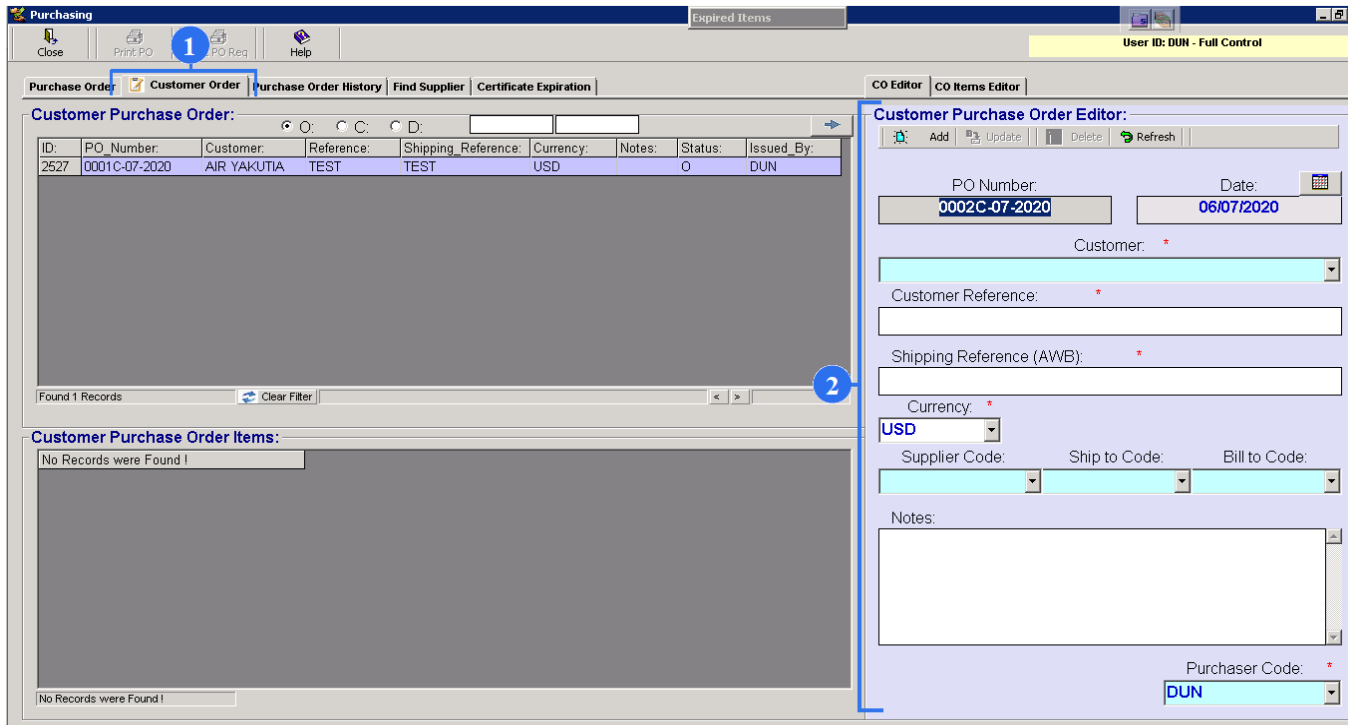 Purchasing
Expired Items
Close
Print PO
PO Req
Help
User ID: DUN - Full Control
1
Purchase Order
Customer Order
Purchase Order History
Find Supplier
Certificate Expiration
CO Editor
CO Items Editor
Customer Purchase Order:
O:
C:
D:
ID: PO_Number: Customer: Reference: Shipping_Reference: Currency: Notes: Status: Issued_By:
2527 0001C-07-2020 AIR YAKUTIA TEST TEST USD O DUN
Found 1 Records
Clear Filter
< >
Customer Purchase Order Items:
No Records were Found !
No Records were Found !
2
Customer Purchase Order Editor:
Add
Update
Delete
Refresh
PO Number: Date:
0002C-07-2020 06/07/2020
Customer: *
Customer Reference: *
Shipping Reference (AWB): *
Currency: *
USD
Supplier Code: Ship to Code: Bill to Code:
Notes:
Purchaser Code: *
DUN